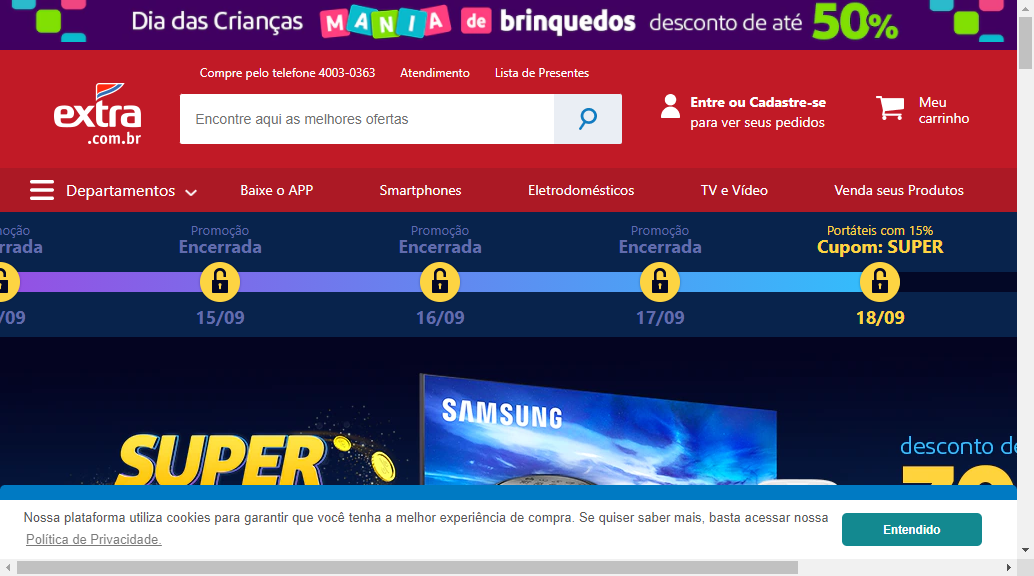 Dia das Crianças MANIA de brinquedos desconto de até 50%
Compre pelo telefone 4003-0363 Atendimento Lista de Presentes
extra
.com.br
Encontre aqui as melhores ofertas
Entre ou Cadastre-se
para ver seus pedidos
Meu
carrinho
Departamentos Baixe o APP Smartphones Eletrodomésticos TV e Vídeo Venda seus Produtos
Promoção Promoção Promoção Portáteis com 15%
Encerrada Encerrada Encerrada Cupom: SUPER
/09 15/09 16/09 17/09 18/09
SAMSUNG
SUPER
desconto de
Nossa plataforma utiliza cookies para garantir que você tenha a melhor experiência de compra. Se quiser saber mais, basta acessar nossa
Política de Privacidade.
Entendido